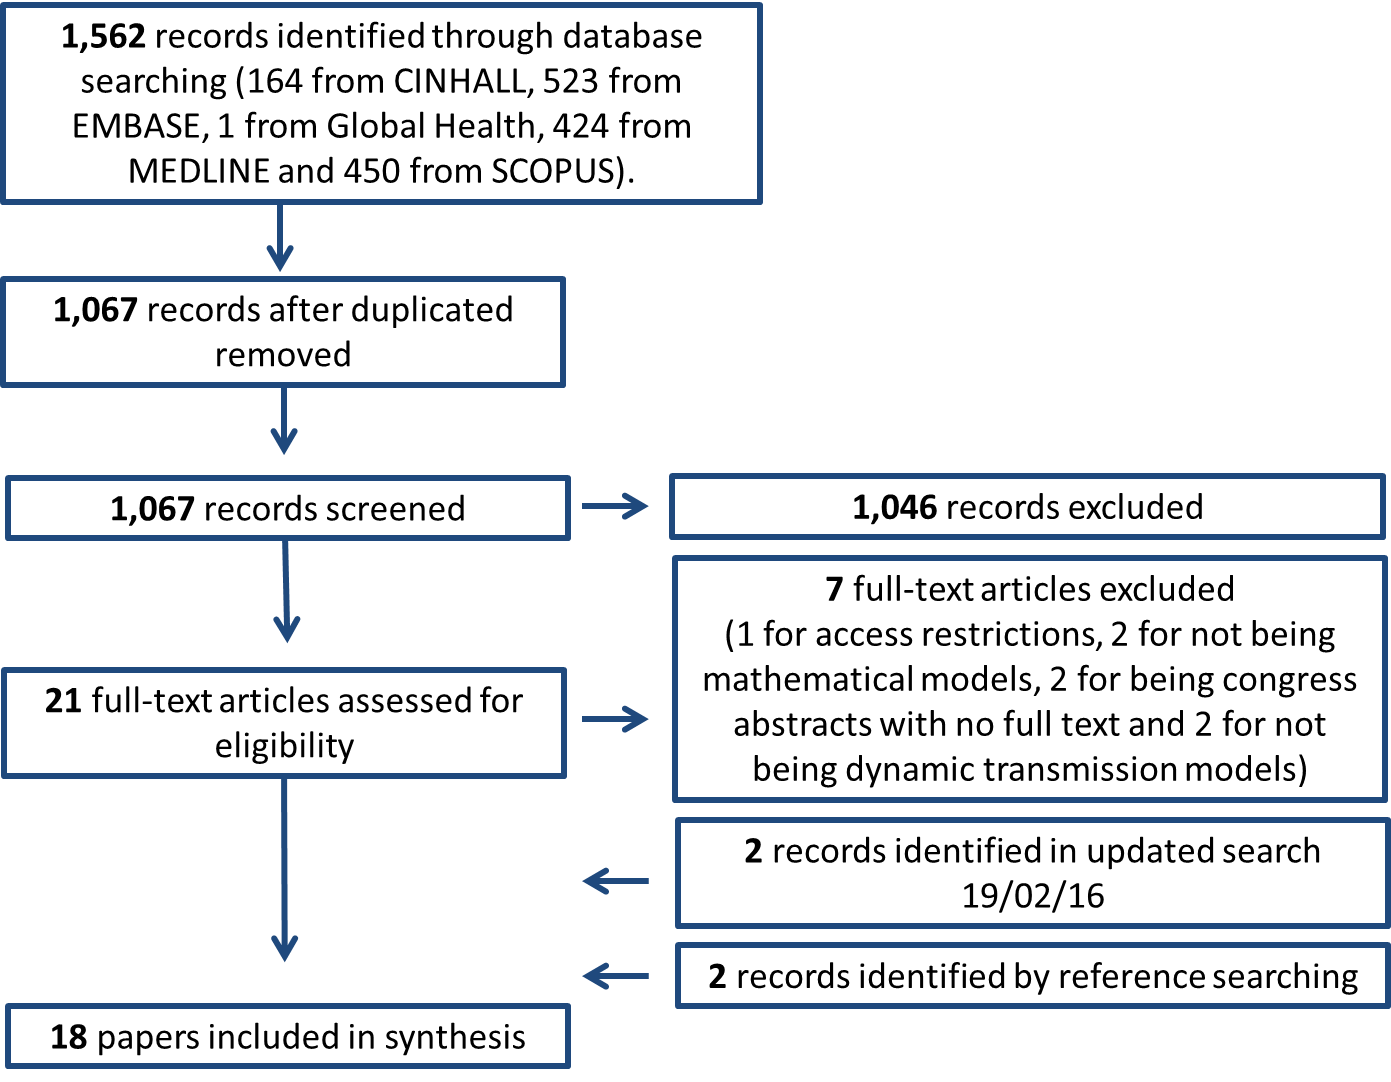 1,562 records identified through database
searching (164 from CINHALL, 523 from
EMBASE, 1 from Global Health, 424 from
MEDLINE and 450 from SCOPUS).
1,067 records after duplicated
removed
1,067 records screened
1,046 records excluded
7 full-text articles excluded
(1 for access restrictions, 2 for not being
mathematical models, 2 for being congress
abstracts with no full text and 2 for not
being dynamic transmission models)
21 full-text articles assessed for
eligibility
2 records identified in updated search
19/02/16
2 records identified by reference searching
18 papers included in synthesis